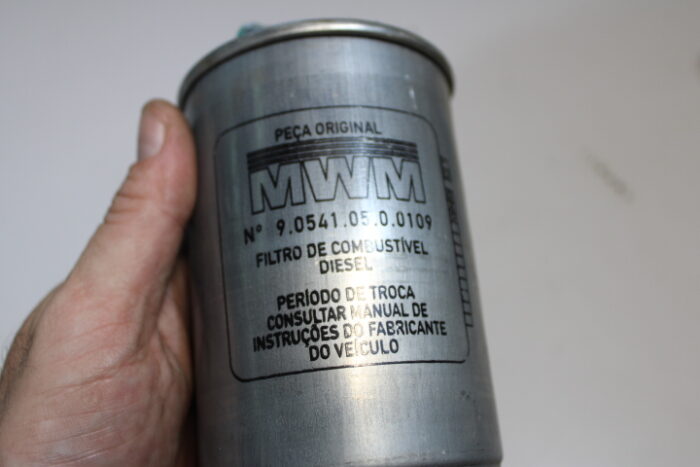 PEÇA ORIGINAL
MWM
N° 9.0541.05.0.0109
FILTRO DE COMBUSTÍVEL
DIESEL
PERÍODO DE TROCA
CONSULTAR MANUAL DE
INSTRUÇÕES DO FABRICANTE
DO VEÍCULO